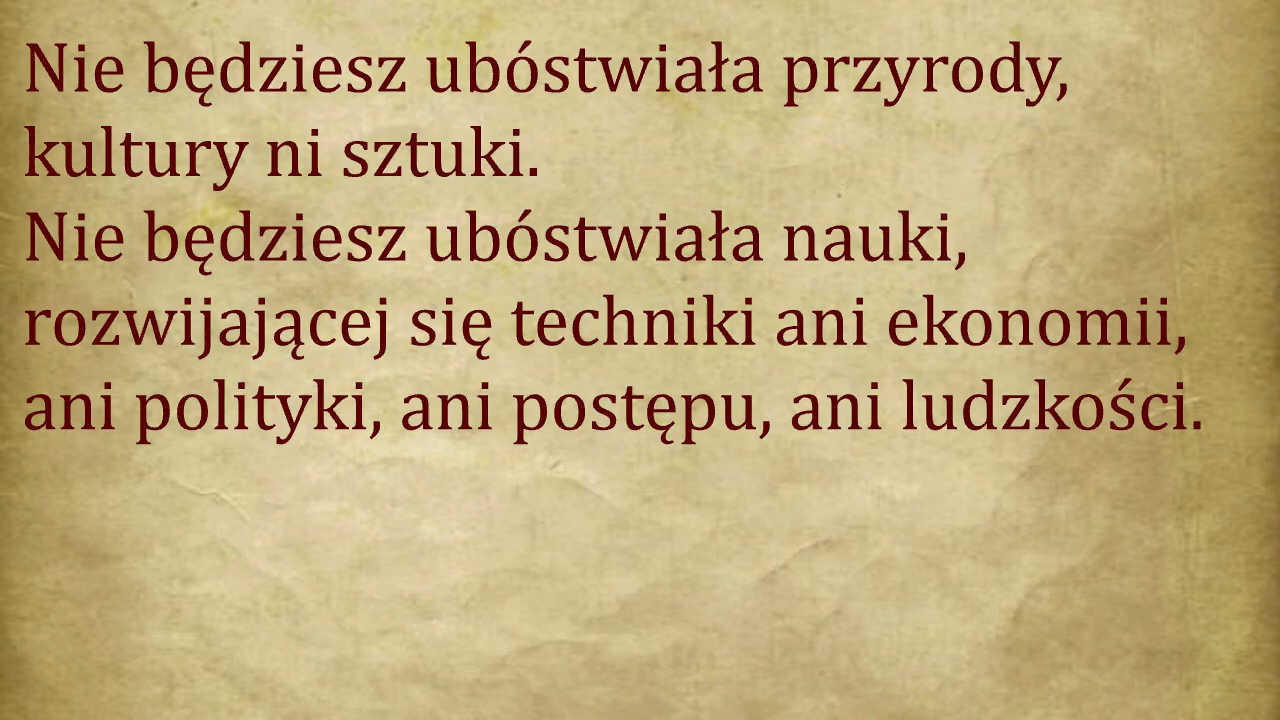 Nie będziesz ubóstwiała przyrody,
kultury ni sztuki.
Nie będziesz ubóstwiała nauki,
rozwijającej się techniki ani ekonomii,
ani polityki, ani postępu, ani ludzkości.